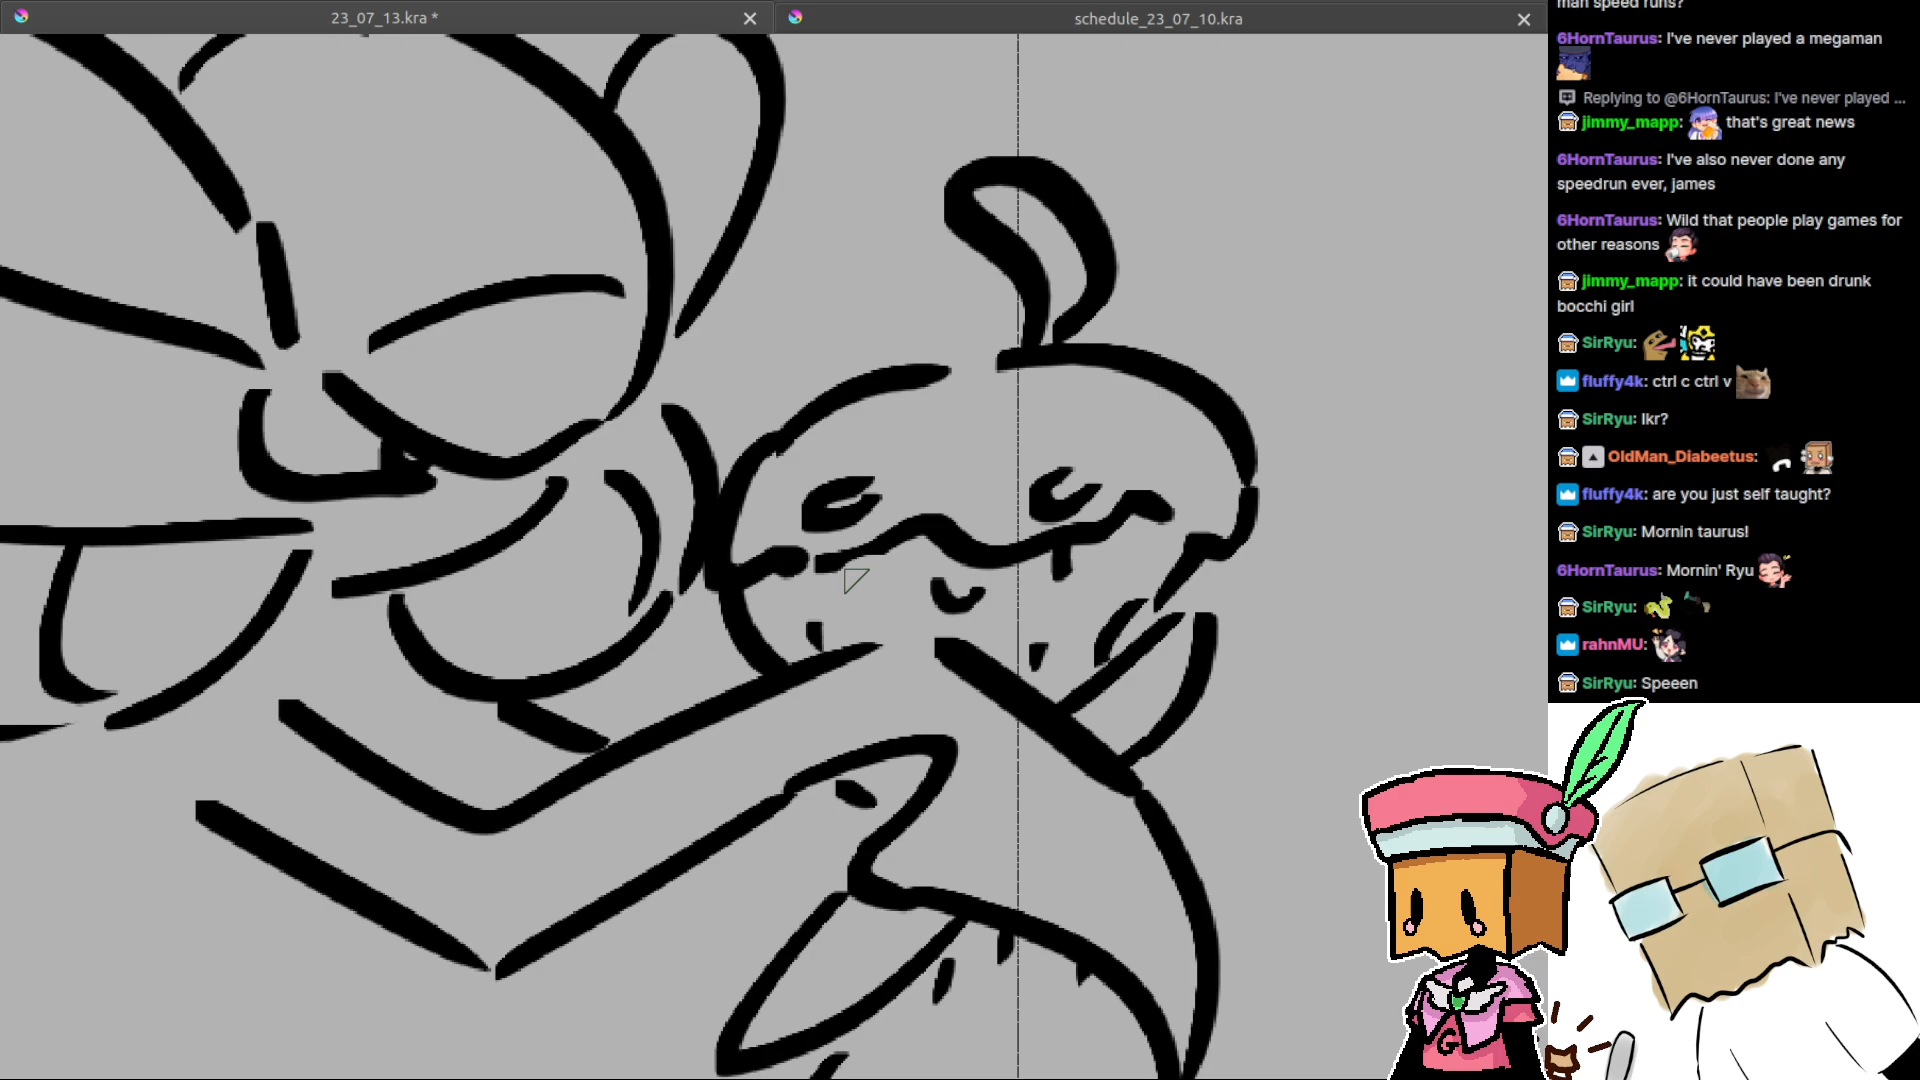 23_07_13.kra *
schedule_23_07_10.kra
man speed runs?
6HornTaurus: I've never played a megaman
Replying to @6HornTaurus: I've never played ...
jimmy_mapp: that's great news
6HornTaurus: I've also never done any
speedrun ever, james
6HornTaurus: Wild that people play games for
other reasons
jimmy_mapp: it could have been drunk
bocchi girl
SirRyu:
fluffy4k: ctrl c ctrl v
SirRyu: Ikr?
OldMan_Diabeetus:
fluffy4k: are you just self taught?
SirRyu: Mornin taurus!
6HornTaurus: Mornin' Ryu
SirRyu:
rahnMU:
SirRyu: Speeen
G